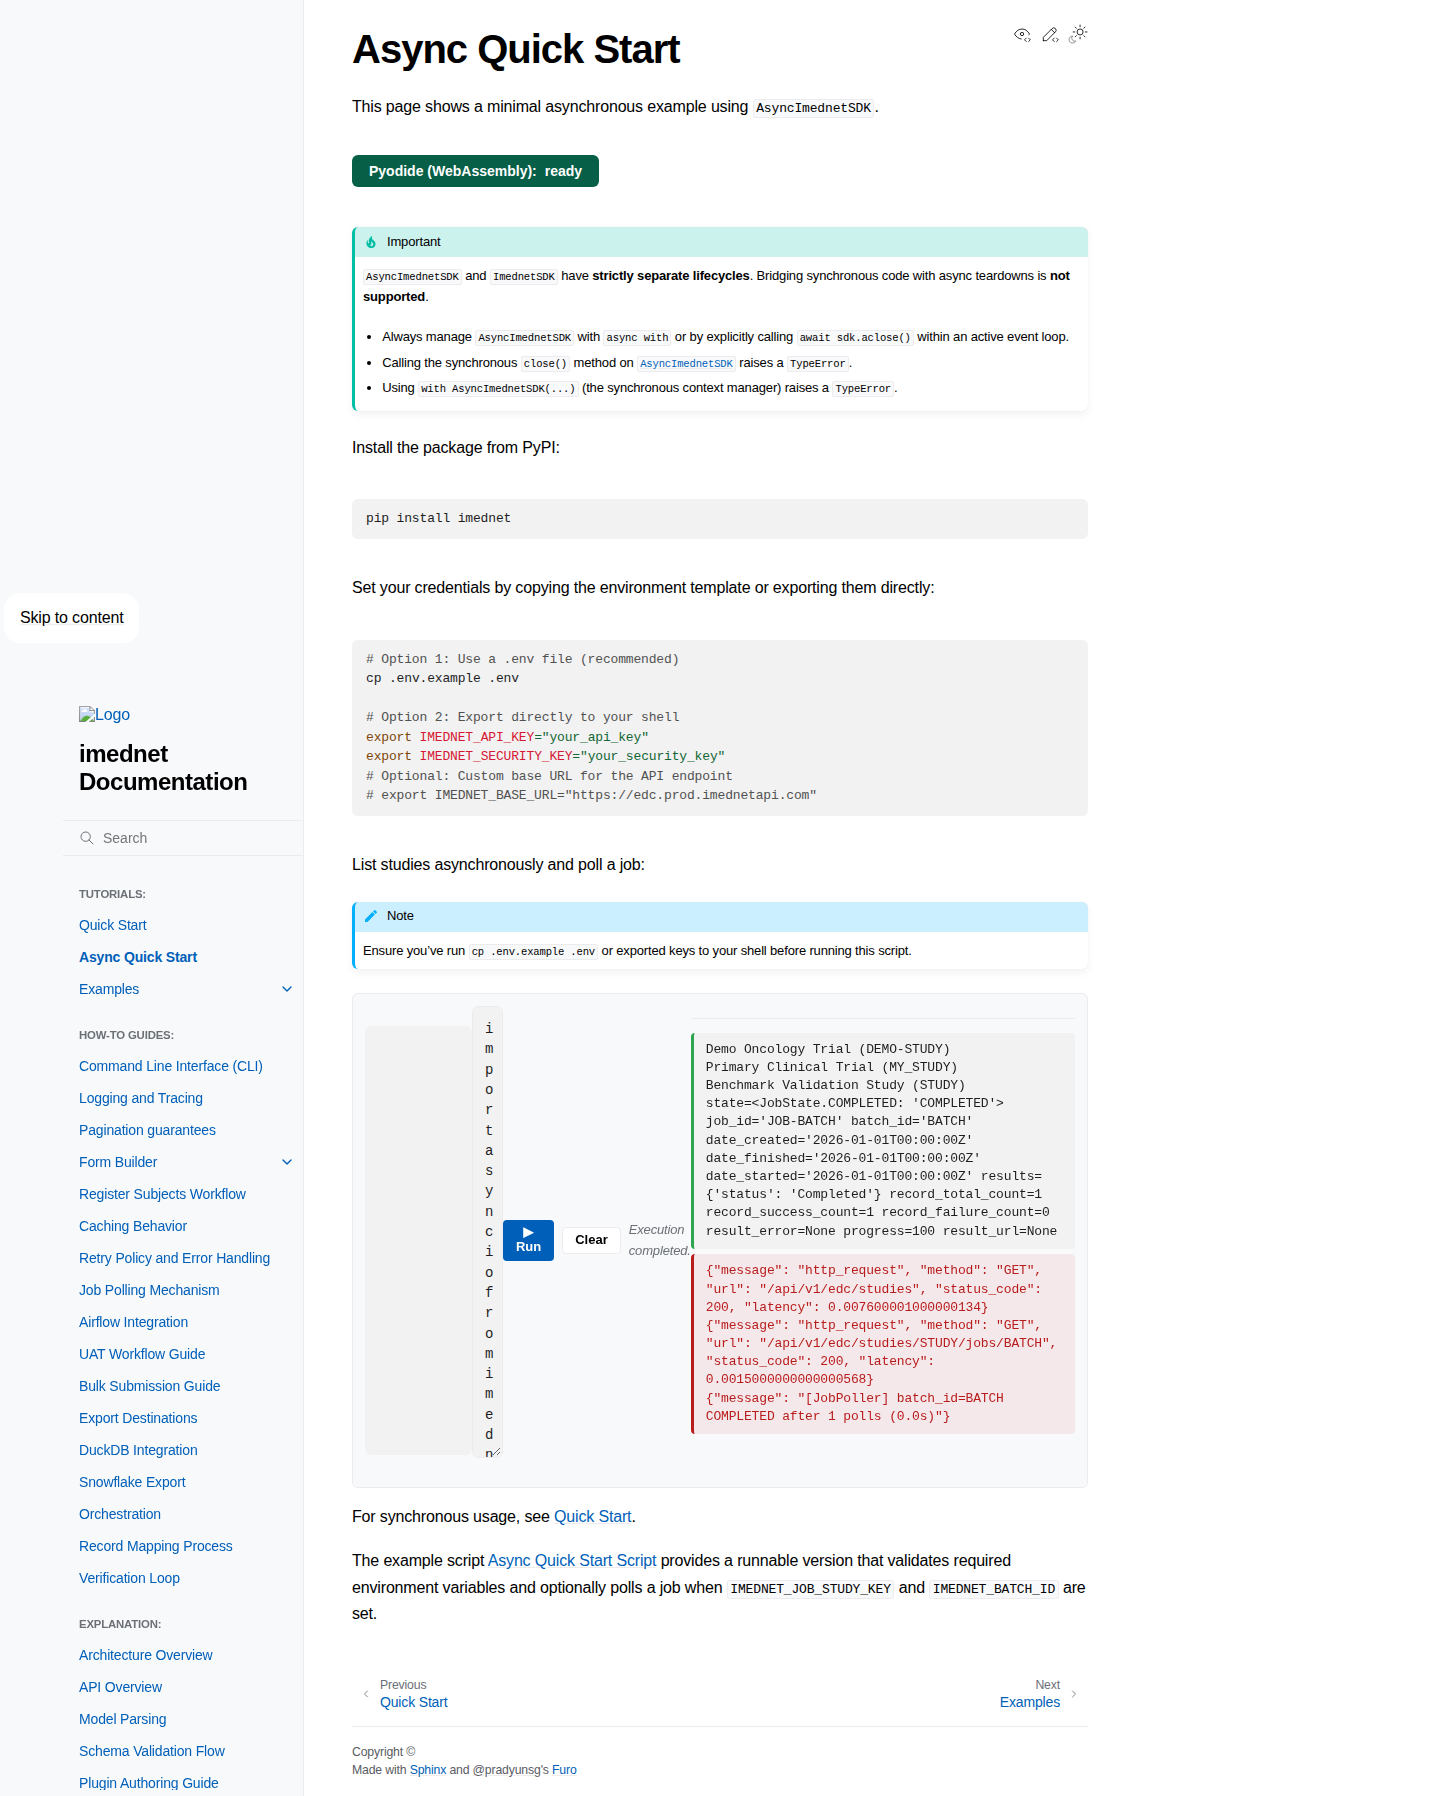 Skip to content
Logo
imednet
Documentation
Search
TUTORIALS:
Quick Start
Async Quick Start
Examples
HOW-TO GUIDES:
Command Line Interface (CLI)
Logging and Tracing
Pagination guarantees
Form Builder
Register Subjects Workflow
Caching Behavior
Retry Policy and Error Handling
Job Polling Mechanism
Airflow Integration
UAT Workflow Guide
Bulk Submission Guide
Export Destinations
DuckDB Integration
Snowflake Export
Orchestration
Record Mapping Process
Verification Loop
EXPLANATION:
Architecture Overview
API Overview
Model Parsing
Schema Validation Flow
Plugin Authoring Guide
Async Quick Start
This page shows a minimal asynchronous example using AsyncImednetSDK.
Pyodide (WebAssembly): ready
Important
AsyncImednetSDK and ImednetSDK have strictly separate lifecycles. Bridging synchronous code with async teardowns is not
supported.
• Always manage AsyncImednetSDK with async with or by explicitly calling await sdk.aclose() within an active event loop.
• Calling the synchronous close() method on AsyncImednetSDK raises a TypeError.
• Using with AsyncImednetSDK(...) (the synchronous context manager) raises a TypeError.
Install the package from PyPI:
pip install imednet
Set your credentials by copying the environment template or exporting them directly:
# Option 1: Use a .env file (recommended)
cp .env.example .env
# Option 2: Export directly to your shell
export IMEDNET_API_KEY="your_api_key"
export IMEDNET_SECURITY_KEY="your_security_key"
# Optional: Custom base URL for the API endpoint
# export IMEDNET_BASE_URL="https://edc.prod.imednetapi.com"
List studies asynchronously and poll a job:
Note
Ensure you’ve run cp .env.example .env or exported keys to your shell before running this script.
i
m
p
o
r
t
a
s
y
n
c
i
o
f
r
o
m
i
m
e
d
n
▶
Run
Clear
Execution
completed.
Demo Oncology Trial (DEMO-STUDY)
Primary Clinical Trial (MY_STUDY)
Benchmark Validation Study (STUDY)
state=<JobState.COMPLETED: 'COMPLETED'>
job_id='JOB-BATCH' batch_id='BATCH'
date_created='2026-01-01T00:00:00Z'
date_finished='2026-01-01T00:00:00Z'
date_started='2026-01-01T00:00:00Z' results=
{'status': 'Completed'} record_total_count=1
record_success_count=1 record_failure_count=0
result_error=None progress=100 result_url=None
{"message": "http_request", "method": "GET",
"url": "/api/v1/edc/studies", "status_code":
200, "latency": 0.007600001000000134}
{"message": "http_request", "method": "GET",
"url": "/api/v1/edc/studies/STUDY/jobs/BATCH",
"status_code": 200, "latency":
0.0015000000000000568}
{"message": "[JobPoller] batch_id=BATCH
COMPLETED after 1 polls (0.0s)"}
For synchronous usage, see Quick Start.
The example script Async Quick Start Script provides a runnable version that validates required
environment variables and optionally polls a job when IMEDNET_JOB_STUDY_KEY and IMEDNET_BATCH_ID are
set.
Previous
Quick Start
Next
Examples
Copyright ©
Made with Sphinx and @pradyunsg's Furo